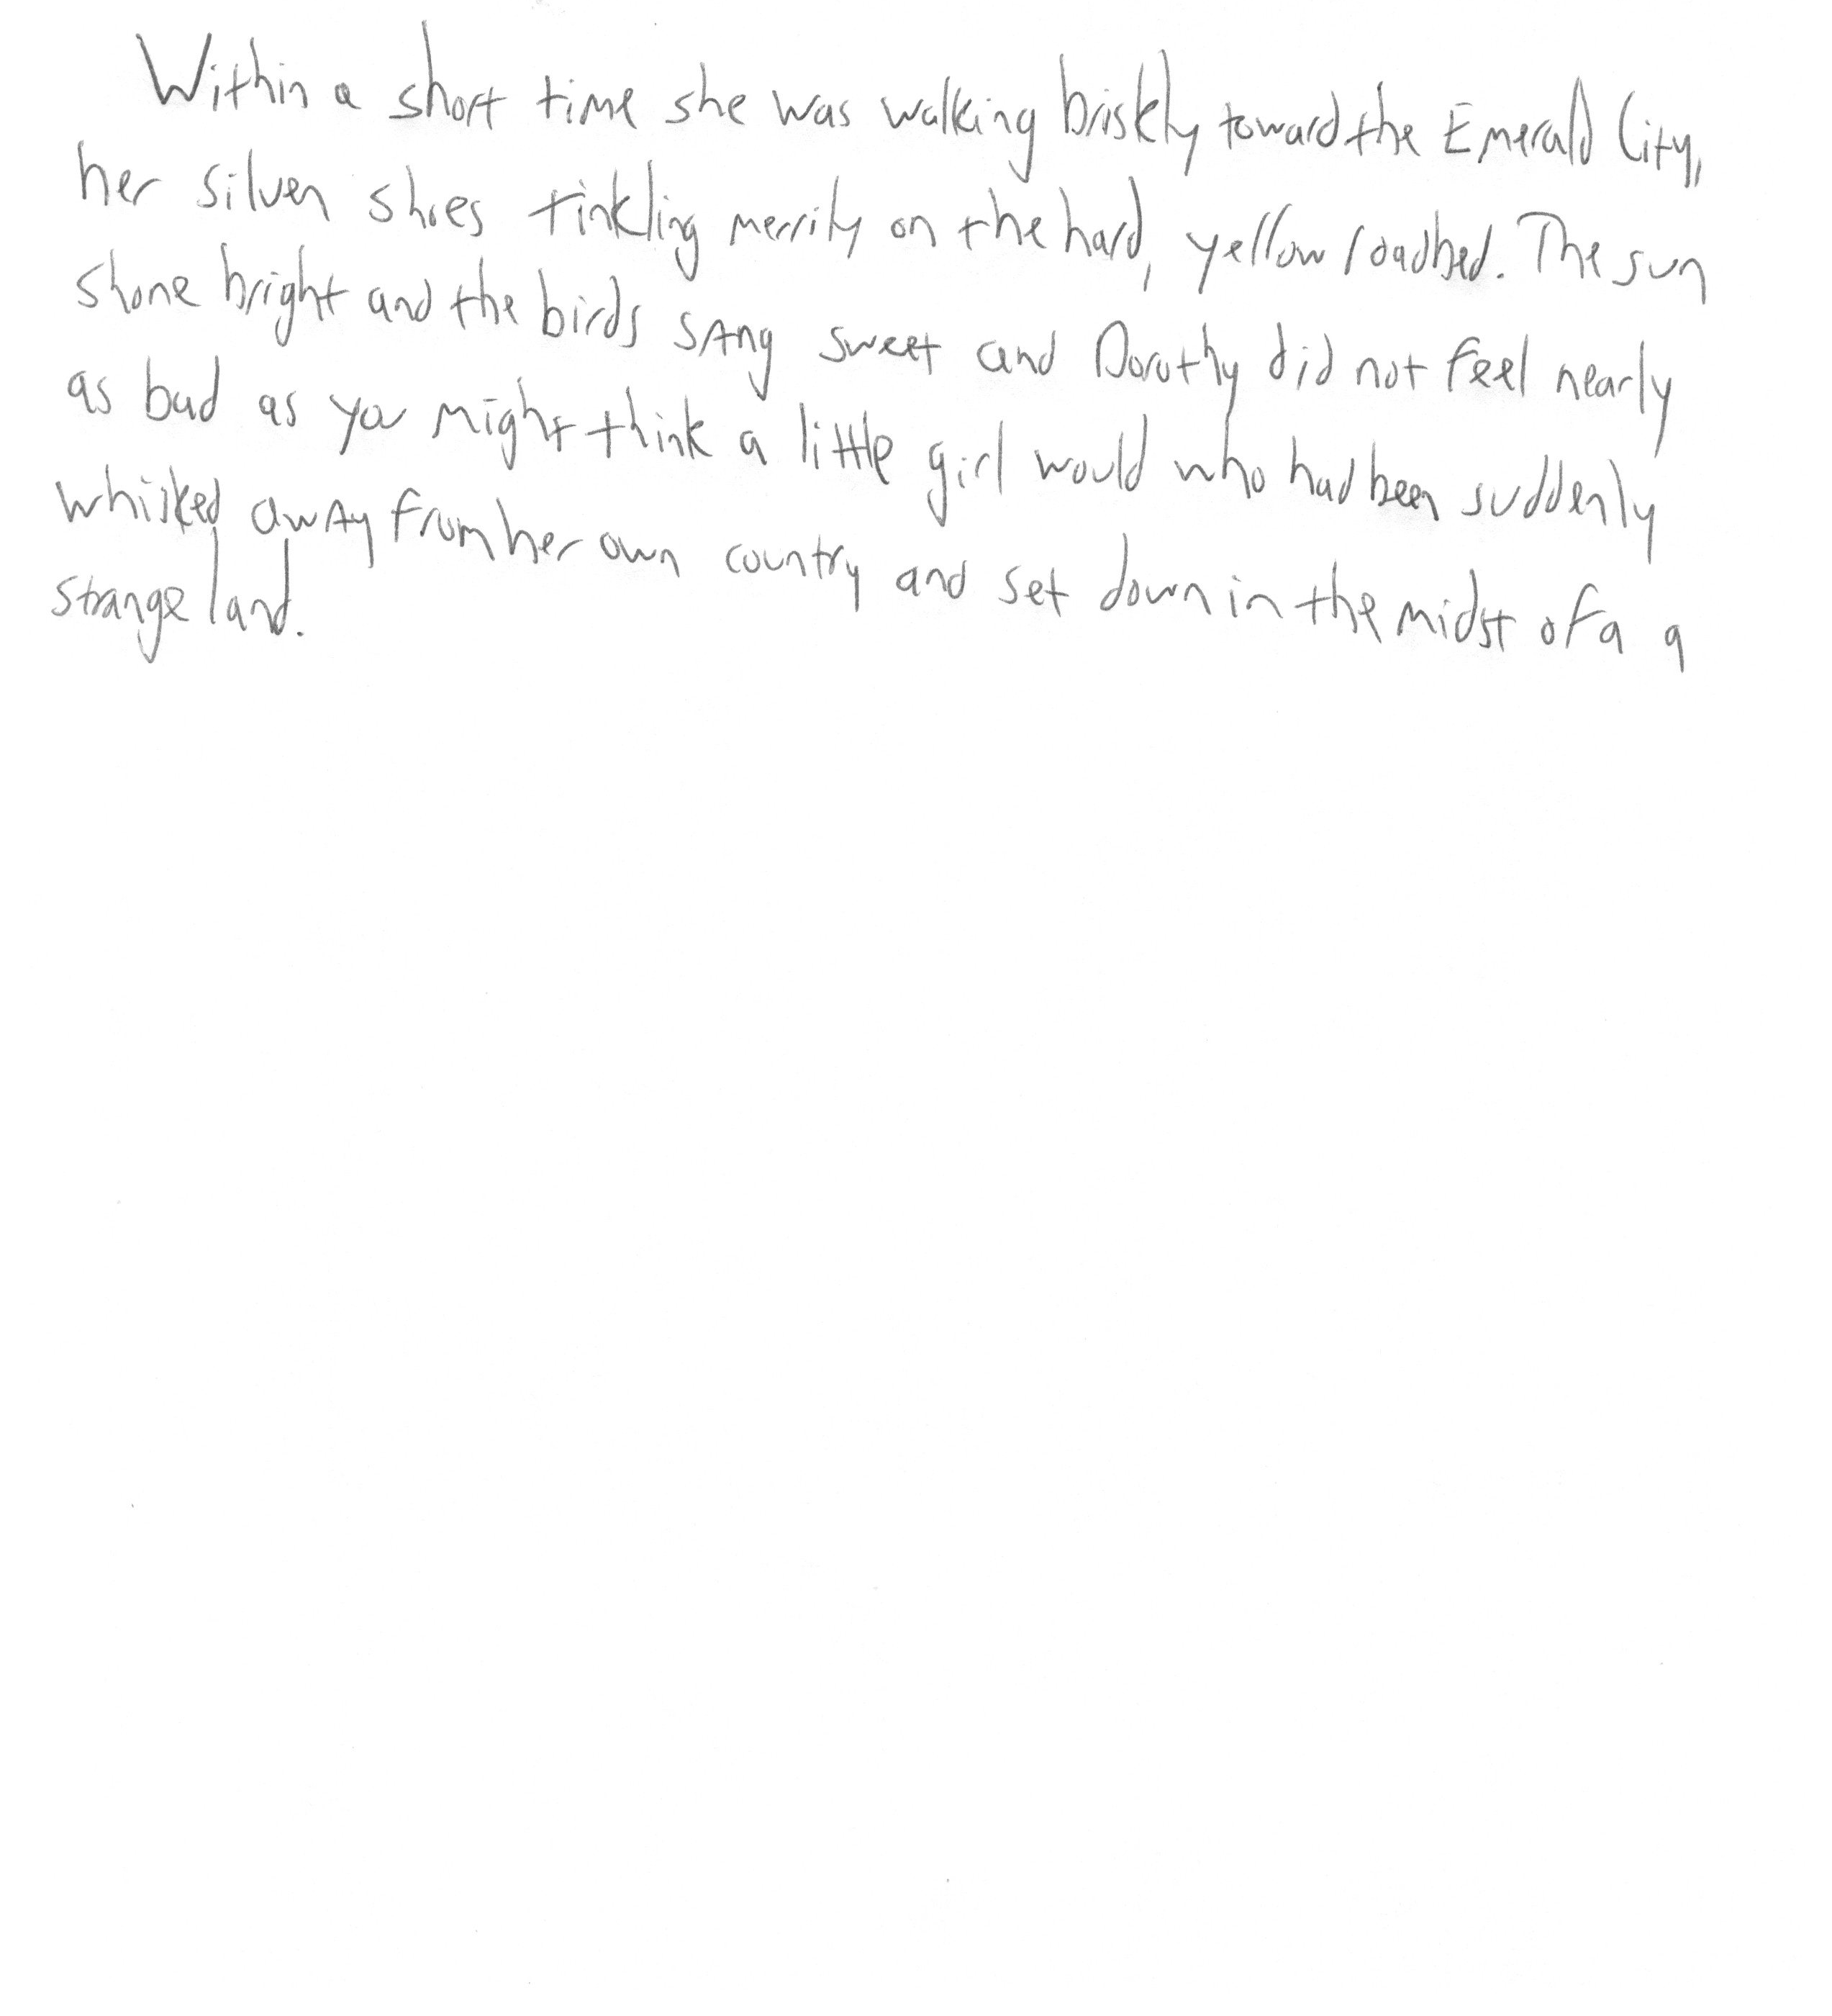 Within a short time she was walking briskly toward the Emerald City,
her silver shoes tinkling merrily on the hard, yellow roadbed. The sun
shone bright and the birds sang sweet and Dorothy did not feel nearly
as bad as you might think a little girl would who had been suddenly
whisked away from her own country and set down in the midst of a a
strange land.